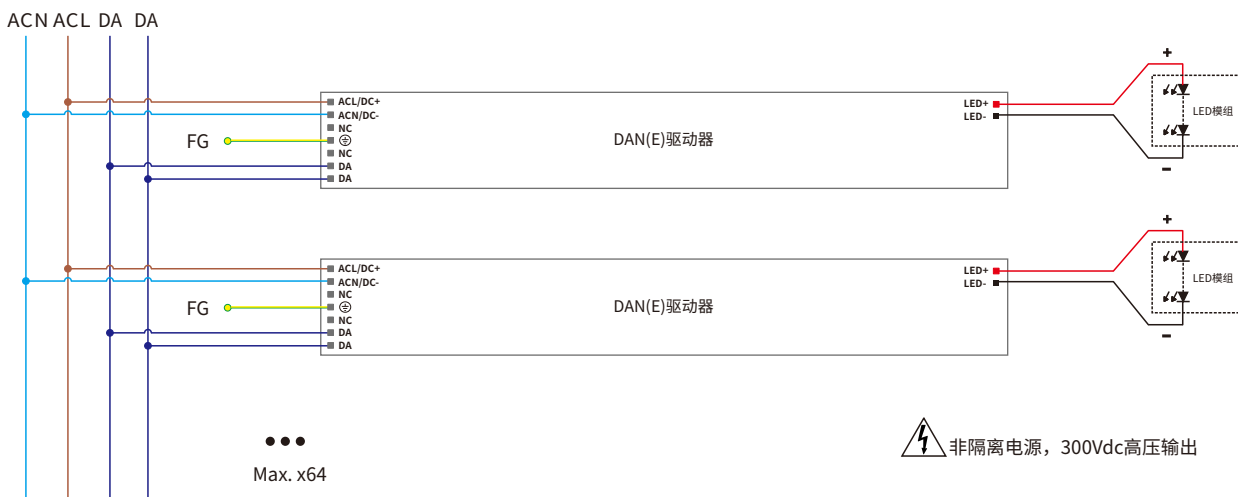 ACN ACL DA DA
ACL/DC+
ACN/DC-
NC
FG
NC
DA
DA
DAN(E)驱动器
LED+
LED-
+
LED模组
-
ACL/DC+
ACN/DC-
NC
FG
NC
DA
DA
DAN(E)驱动器
LED+
LED-
+
LED模组
-
•••
Max. x64
非隔离电源，300Vdc高压输出